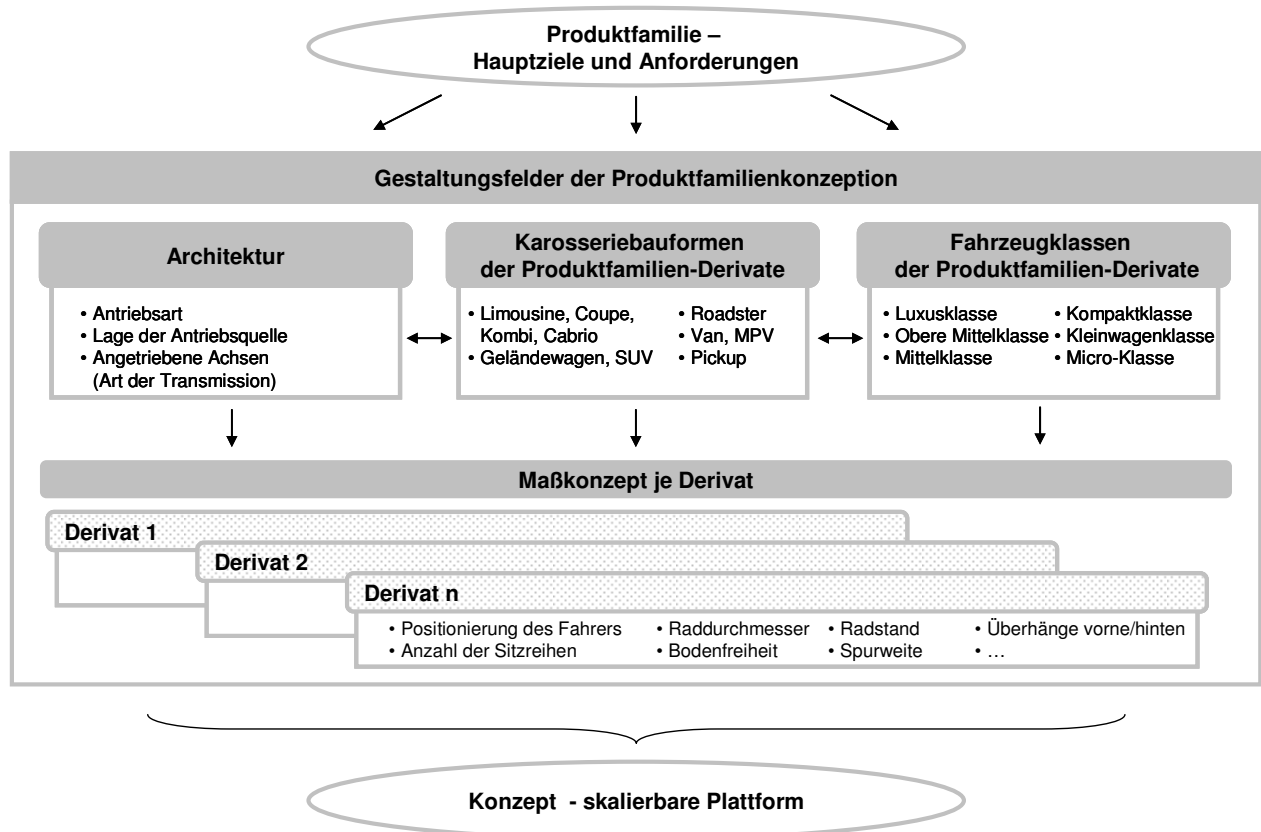 Produktfamilie –
Hauptziele und Anforderungen
Gestaltungsfelder der Produktfamilienkonzeption
Architektur
• Antriebsart
• Lage der Antriebsquelle
• Angetriebene Achsen
(Art der Transmission)
Karosseriebauformen
der Produktfamilien-Derivate
• Limousine, Coupe,
Kombi, Cabrio
• Geländewagen, SUV
• Roadster
• Van, MPV
• Pickup
Fahrzeugklassen
der Produktfamilien-Derivate
• Luxusklasse
• Obere Mittelklasse
• Mittelklasse
• Kompaktklasse
• Kleinwagenklasse
• Micro-Klasse
Maßkonzept je Derivat
Derivat 1
Derivat 2
Derivat n
• Positionierung des Fahrers
• Anzahl der Sitzreihen
• Raddurchmesser
• Bodenfreiheit
• Radstand
• Spurweite
• Überhänge vorne/hinten
• …
Konzept - skalierbare Plattform